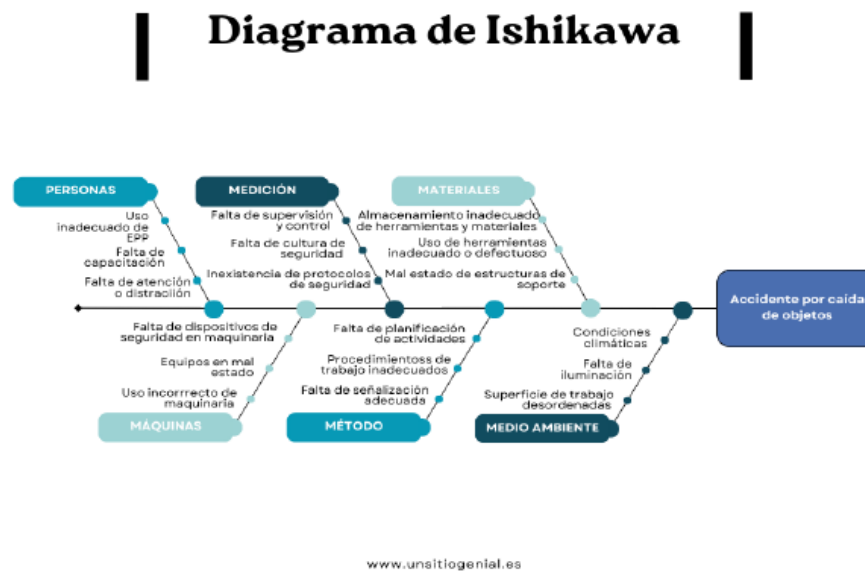 Diagrama de Ishikawa
PERSONAS
Uso
inadecuado de
EPP
Falta de
capacitación
Falta de atención
o distraciión
MEDICIÓN
Falta de supervisión
y control
Falta de cultura de
seguridad
Inexistencia de protocolos
de seguridad
MATERIALES
Almacenamiento inadecuado
de herramientas y materiales
Uso de herramientas
inadecuado o defectuoso
Mal estado de estructuras de
soporte
Accidente por caída
de objetos
Falta de dispositivos de
seguridad en maquinaria
Equipos en mal
estado
Uso incorrrecto de
maquinaria
MÁQUINAS
Falta de planificación
de actividades
Procedimientoss de
trabajo inadecuados
Falta de señalización
adecuada
MÉTODO
Condiciones
climáticas
Falta de
iluminación
Superficie de trabajo
desordenadas
MEDIO AMBIENTE
www.unsitiogenial.es